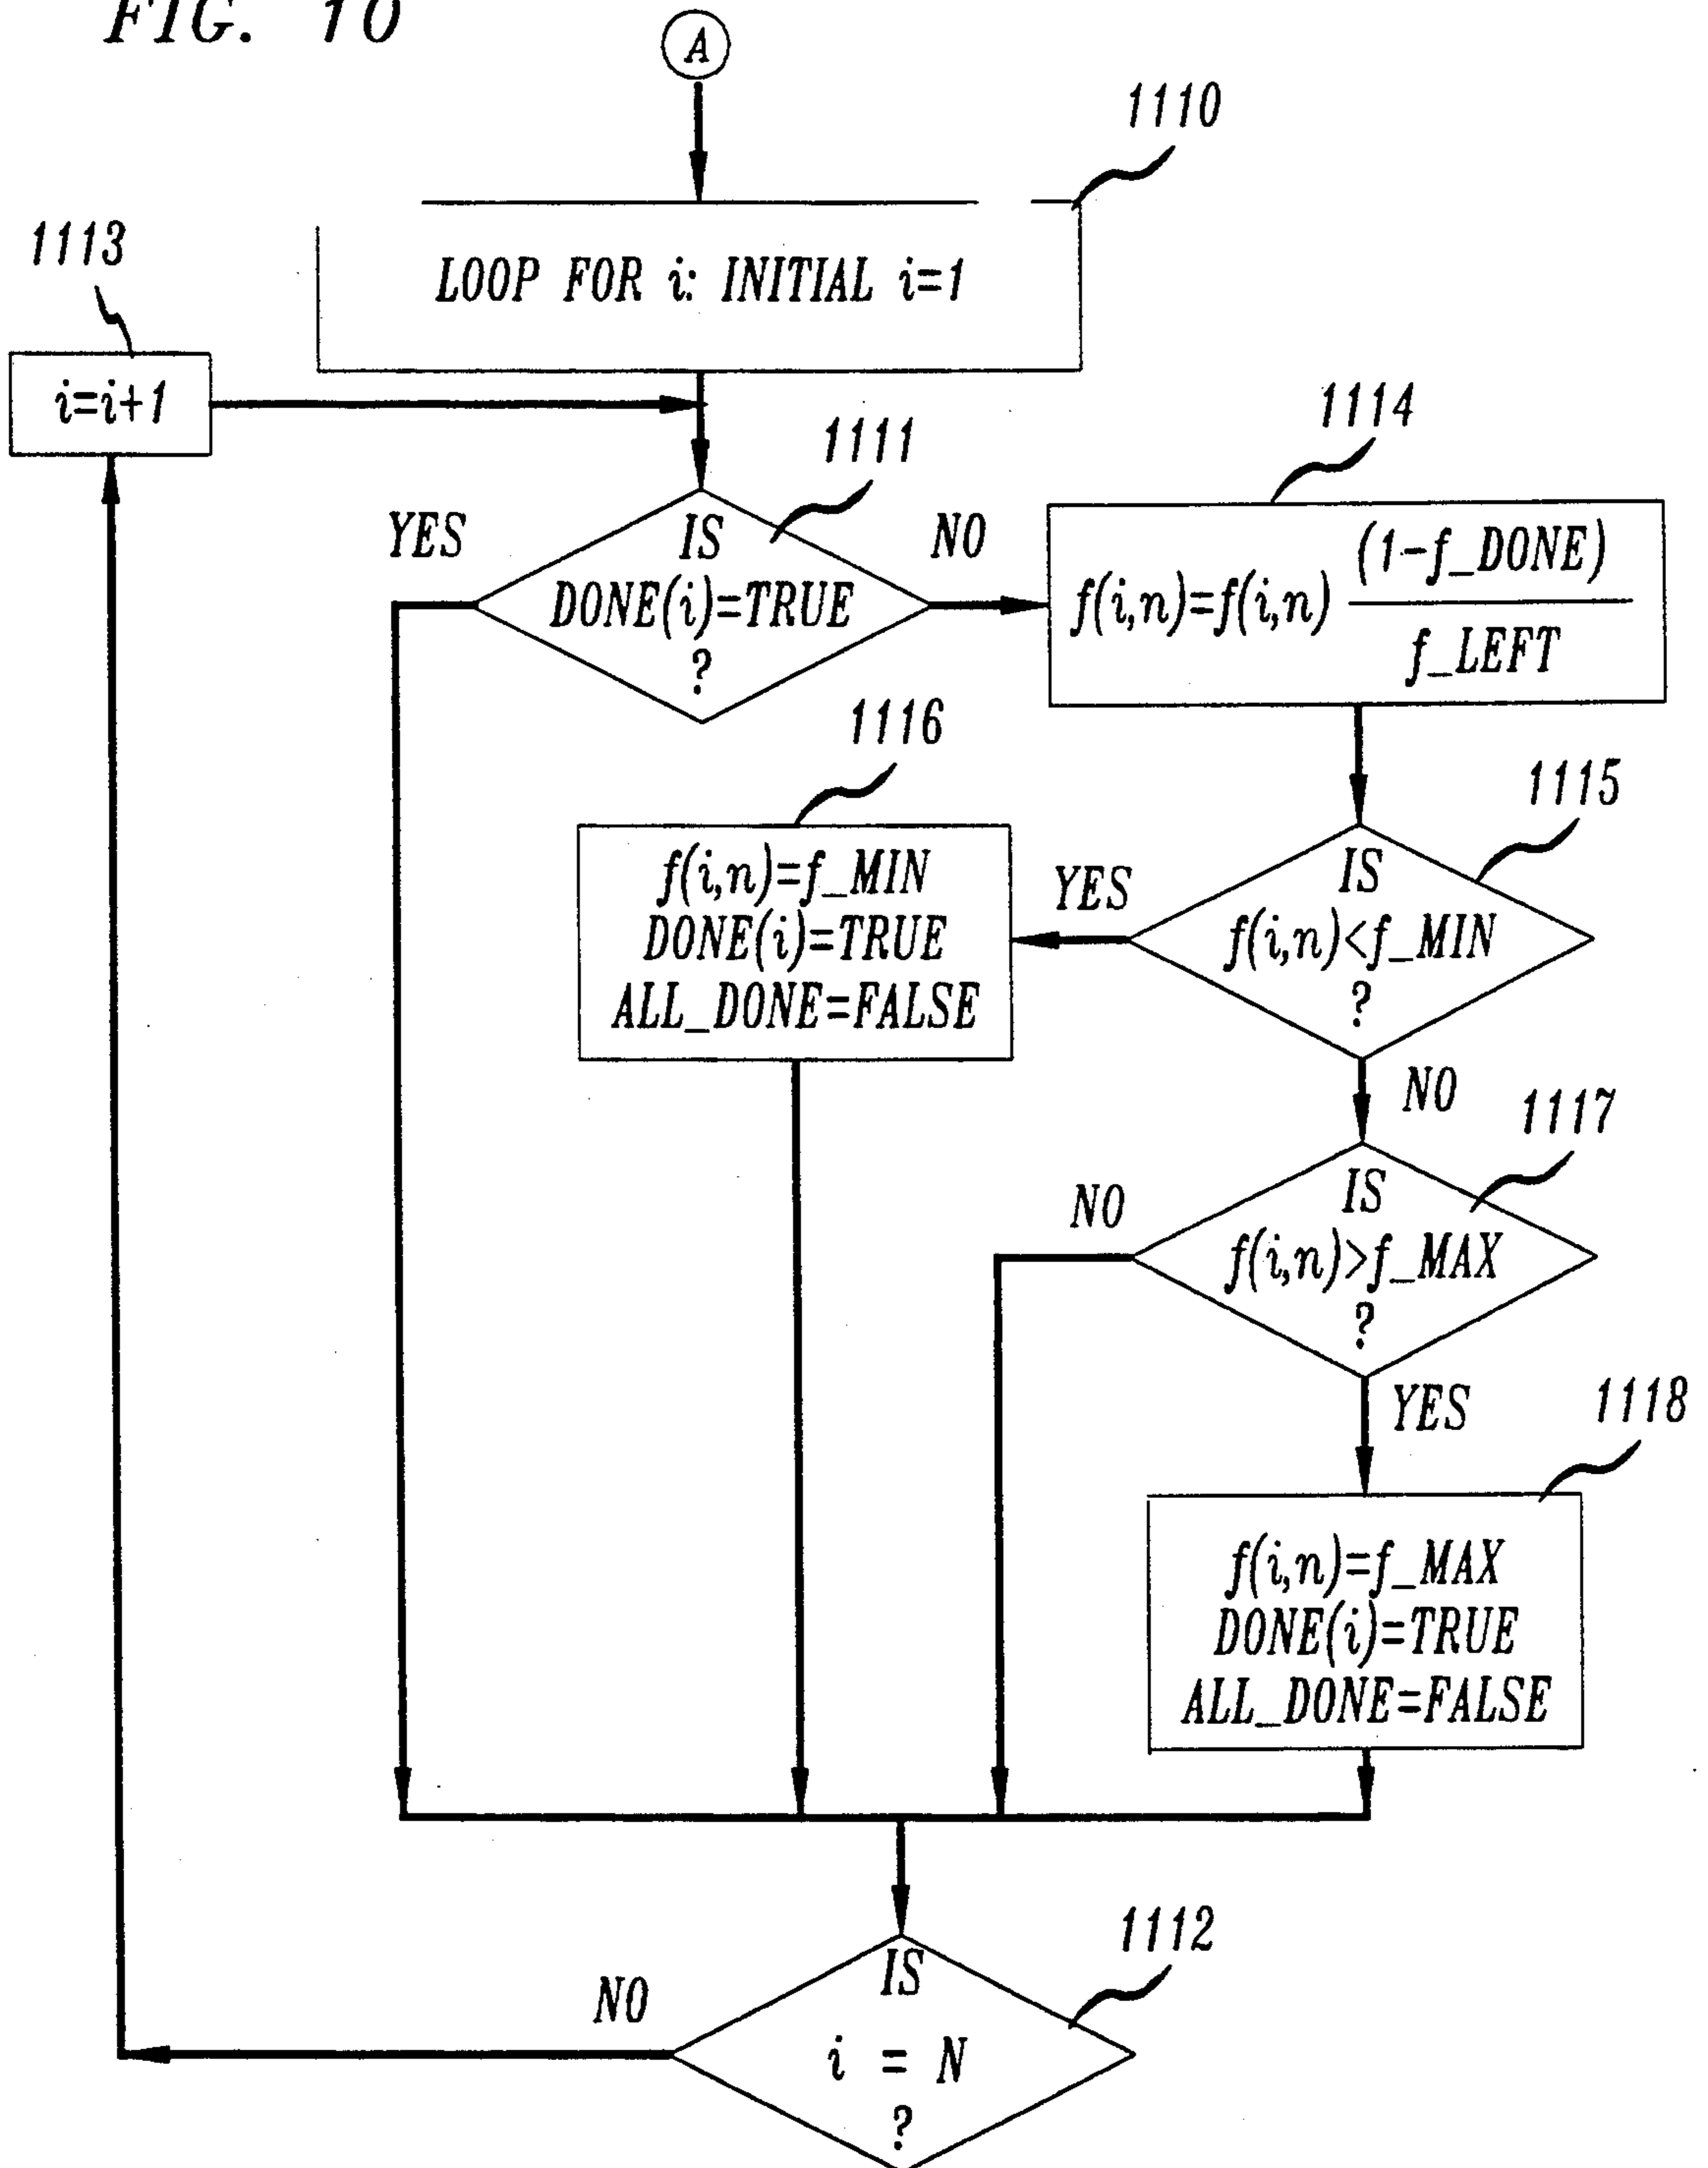 FIG. 10
A
1110
LOOP FOR i: INITIAL i=1
1113
i=i+1
1111
YES
IS
DONE(i)=TRUE
?
NO
1114
f(i,n)=f(i,n) (1-f_DONE)
f_LEFT
1116
f(i,n)=f_MIN
DONE(i)=TRUE
ALL_DONE=FALSE
1115
YES
IS
f(i,n)<f_MIN
?
NO
1117
NO
IS
f(i,n)>f_MAX
?
YES
1118
f(i,n)=f_MAX
DONE(i)=TRUE
ALL_DONE=FALSE
1112
NO
IS
i = N
?